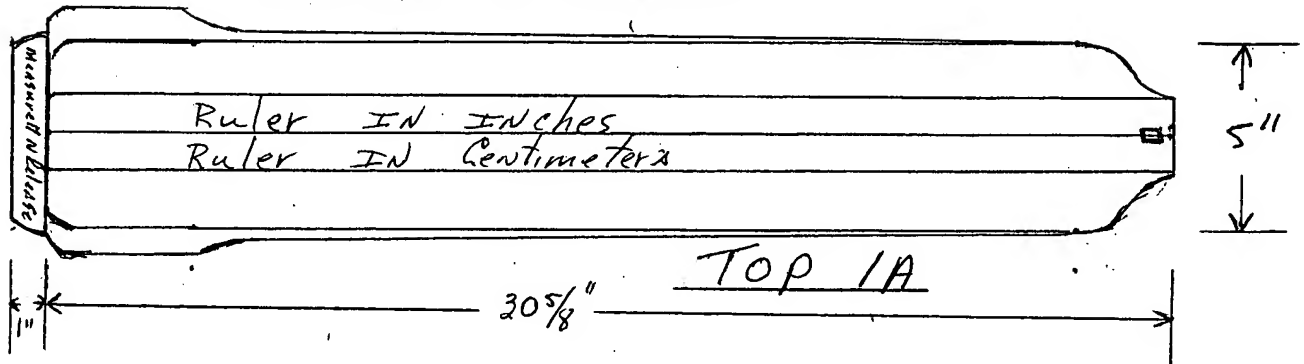 Measure N Release
Ruler IN INches
Ruler IN Centimeters
5"
TOP 1A
30 5/8"
1"